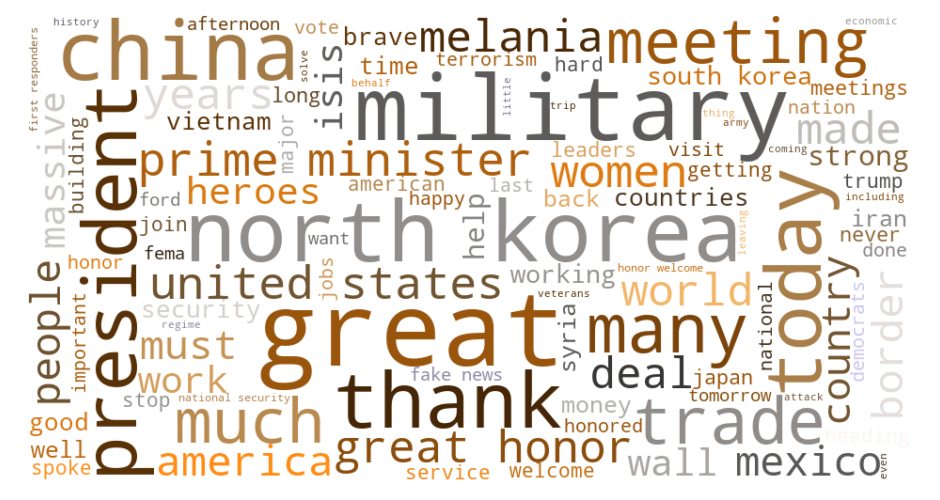 history
afternoon
vote
economic
china
brave
military
melania
meeting
terrorism
hard
time
south korea
meetings
isis
solve
behalf
first responders
years
long
vietnam
major
little
trip
thing
army
nation
made
coming
massive
building
president
prime minister
leaders
visit
strong
women
getting
trump
including
heroes
american
happy
last
back
countries
ford
join
want
north korea
help
today
iran
never
done
leaving
fema
honor
people
united states
jobs
working
honor welcome
veterans
world
national
country
democrats
border
important
security
regime
great
syria
many
must
work
fake news
deal
japan
tomorrow
attack
stop
national security
thank
money
trade
much
honored
good
well
spoke
america
great honor
service
welcome
wall
mexico
heading
even